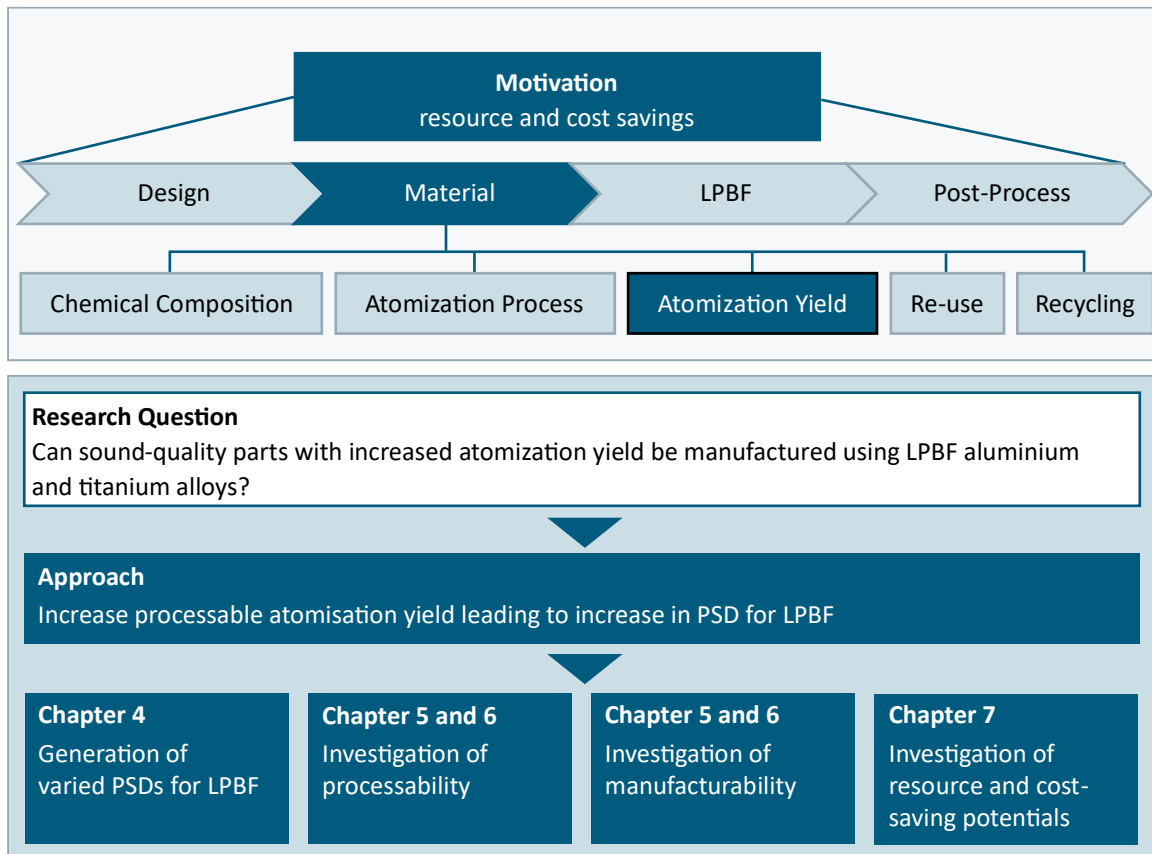 Motivation
resource and cost savings
Design
Material
LPBF
Post-Process
Chemical Composition
Atomization Process
Atomization Yield
Re-use
Recycling
Research Question
Can sound-quality parts with increased atomization yield be manufactured using LPBF aluminium
and titanium alloys?
Approach
Increase processable atomisation yield leading to increase in PSD for LPBF
Chapter 4
Generation of
varied PSDs for LPBF
Chapter 5 and 6
Investigation of
processability
Chapter 5 and 6
Investigation of
manufacturability
Chapter 7
Investigation of
resource and cost-
saving potentials